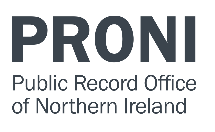 PRONI
Public Record Office
of Northern Ireland